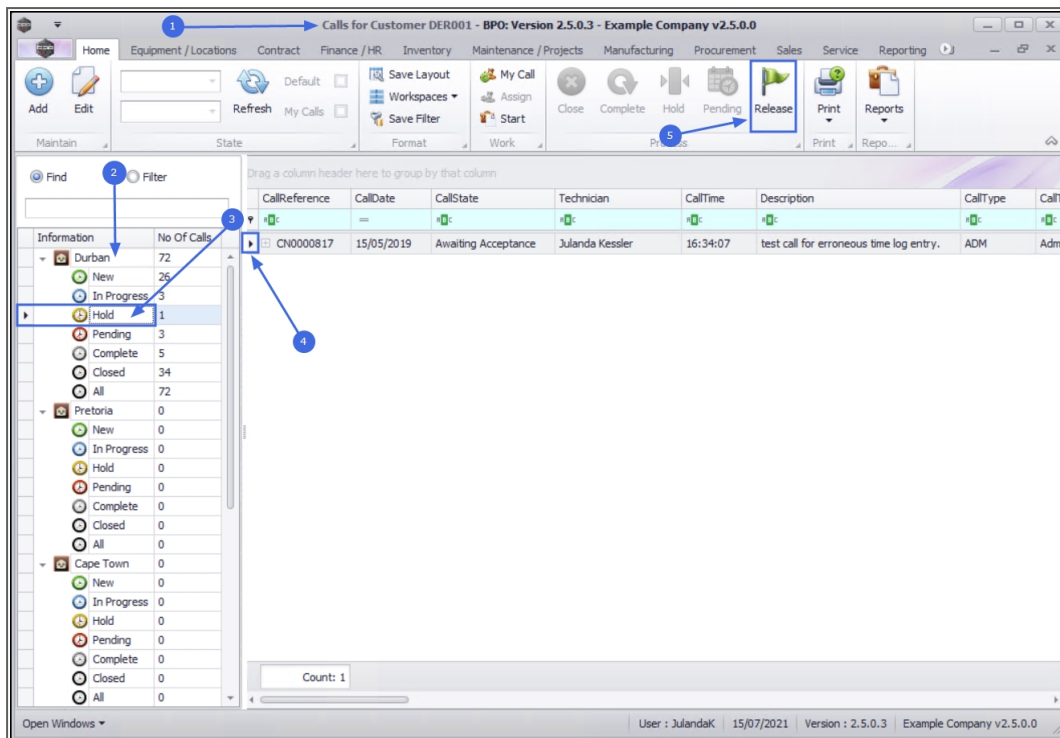 1
Calls for Customer DER001 - BPO: Version 2.5.0.3 - Example Company v2.5.0.0
Home Equipment / Locations Contract Finance / HR Inventory Maintenance / Projects Manufacturing Procurement Sales Service Reporting
Default Save Layout My Call
Workspaces Assign
Add Edit Refresh My Calls Save Filter Start Close Complete Hold Pending Release Print Reports
5
Maintain State Format Work Print Repo...
Find 2 Filter
Drag a column header here to group by that column
CallReference CallDate CallState Technician CallTime Description CallType
3
Information No Of Calls
CN0000817 15/05/2019 Awaiting Acceptance Julanda Kessler 16:34:07 test call for erroneous time log entry. ADM Adm
Durban 72
New 26
In Progress 3
Hold 1
4
Pending 3
Complete 5
Closed 34
All 72
Pretoria 0
New 0
In Progress 0
Hold 0
Pending 0
Complete 0
Closed 0
All 0
Cape Town 0
New 0
In Progress 0
Hold 0
Pending 0
Complete 0
Closed 0
All 0
Count: 1
Open Windows User : JulandaK 15/07/2021 Version : 2.5.0.3 Example Company v2.5.0.0